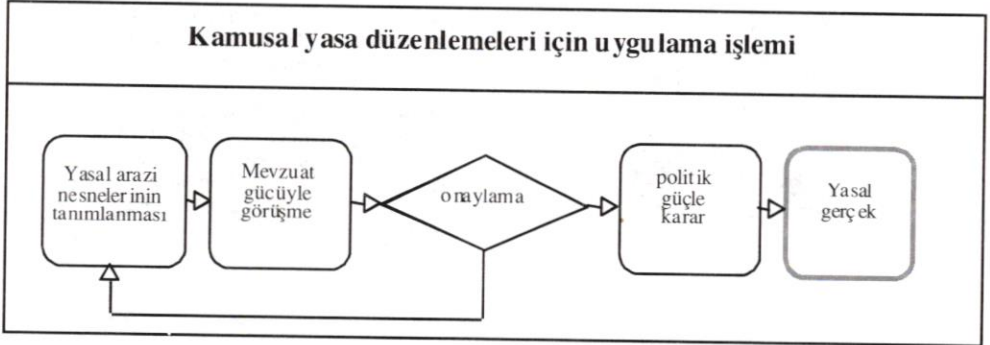 Kamusal yasa düzenlemeleri için uygulama işlemi
Yasal arazi
nesnelerinin
tanımlanması
Mevzuat
gücüyle
görüşme
onaylama
politik
güçle
karar
Yasal
gerçek